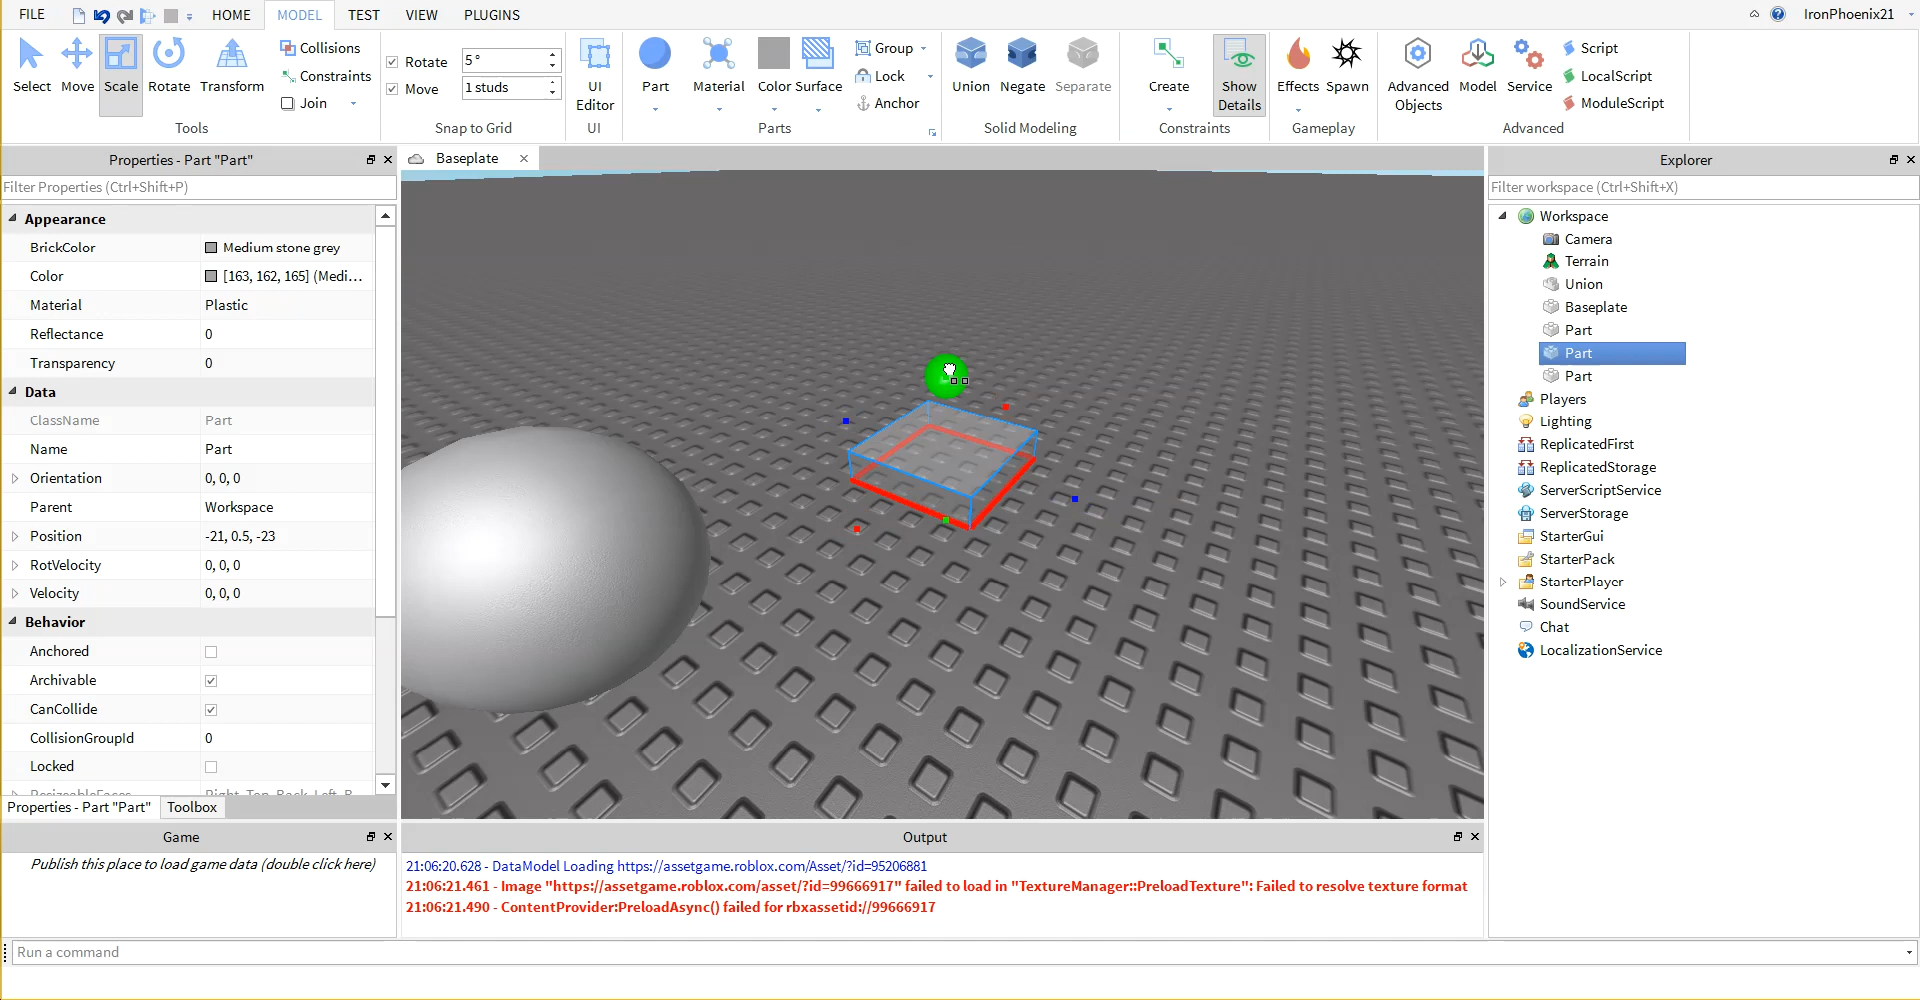 FILE
HOME
MODEL
TEST
VIEW
PLUGINS
IronPhoenix21
Select
Move
Scale
Rotate
Transform
Collisions
Constraints
Join
Tools
Rotate
5 °
Move
1 studs
Snap to Grid
UI
Editor
UI
Part
Material
Color
Surface
Group
Lock
Anchor
Parts
Union
Negate
Separate
Solid Modeling
Create
Show
Details
Constraints
Effects
Spawn
Gameplay
Advanced
Objects
Model
Service
Script
LocalScript
ModuleScript
Advanced
Properties - Part "Part"
Filter Properties (Ctrl+Shift+P)
Appearance
BrickColor Medium stone grey
Color [163, 162, 165] (Medi...
Material Plastic
Reflectance 0
Transparency 0
Data
ClassName Part
Name Part
Orientation 0, 0, 0
Parent Workspace
Position -21, 0.5, -23
RotVelocity 0, 0, 0
Velocity 0, 0, 0
Behavior
Anchored
Archivable
CanCollide
CollisionGroupId 0
Locked
Properties - Part "Part"
Toolbox
Game
Publish this place to load game data (double click here)
Baseplate
Output
21:06:20.628 - DataModel Loading https://assetgame.roblox.com/Asset/?id=95206881
21:06:21.461 - Image "https://assetgame.roblox.com/asset/?id=99666917" failed to load in "TextureManager::PreloadTexture": Failed to resolve texture format
21:06:21.490 - ContentProvider:PreloadAsync() failed for rbxassetid://99666917
Explorer
Filter workspace (Ctrl+Shift+X)
Workspace
Camera
Terrain
Union
Baseplate
Part
Part
Part
Players
Lighting
ReplicatedFirst
ReplicatedStorage
ServerScriptService
ServerStorage
StarterGui
StarterPack
StarterPlayer
SoundService
Chat
LocalizationService
Run a command